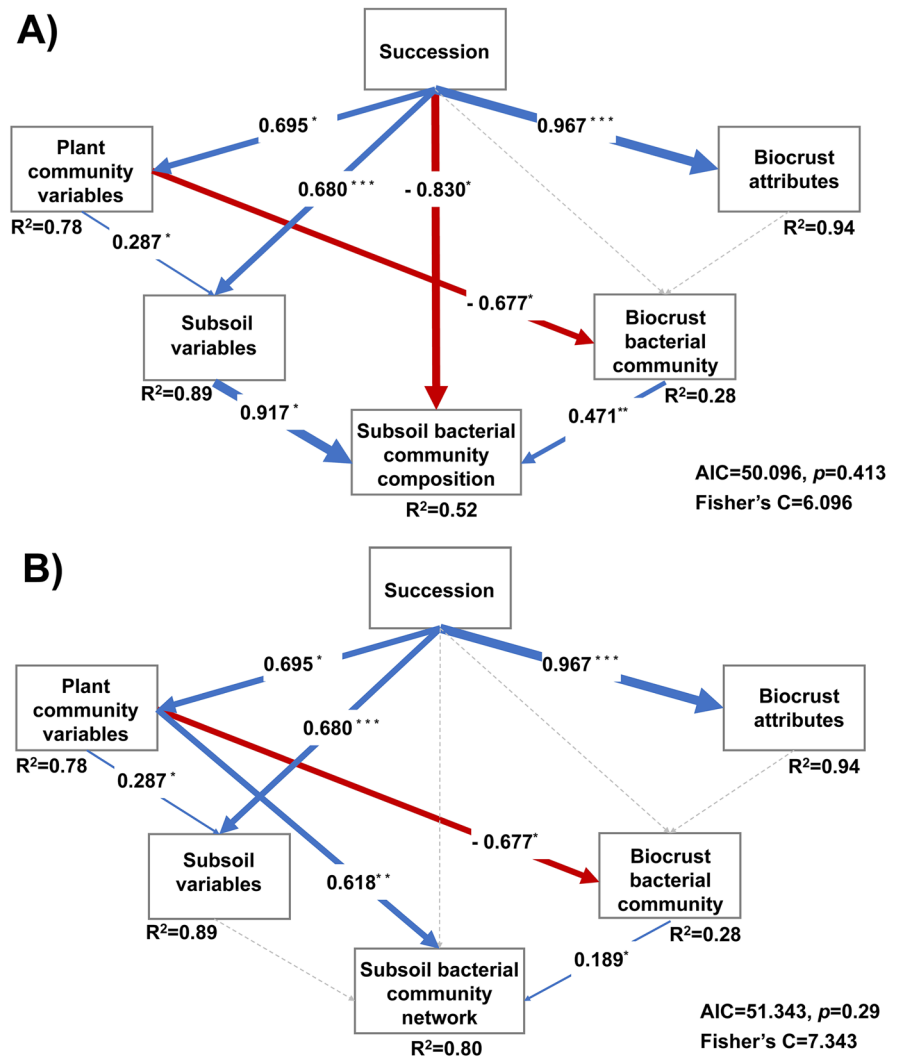 A)
Succession
0.695 *
0.967 ***
Plant
community
variables
Biocrust
attributes
0.680 ***
- 0.830*
R²=0.78
R²=0.94
0.287 *
- 0.677*
Subsoil
variables
Biocrust
bacterial
community
R²=0.89
R²=0.28
0.917 *
0.471**
Subsoil bacterial
community
composition
R²=0.52
AIC=50.096, p=0.413
Fisher's C=6.096
B)
Succession
0.695 *
0.967 ***
Plant
community
variables
Biocrust
attributes
0.680 ***
R²=0.78
R²=0.94
0.287 *
- 0.677*
Subsoil
variables
Biocrust
bacterial
community
0.618**
R²=0.89
R²=0.28
0.189*
Subsoil bacterial
community
network
R²=0.80
AIC=51.343, p=0.29
Fisher's C=7.343